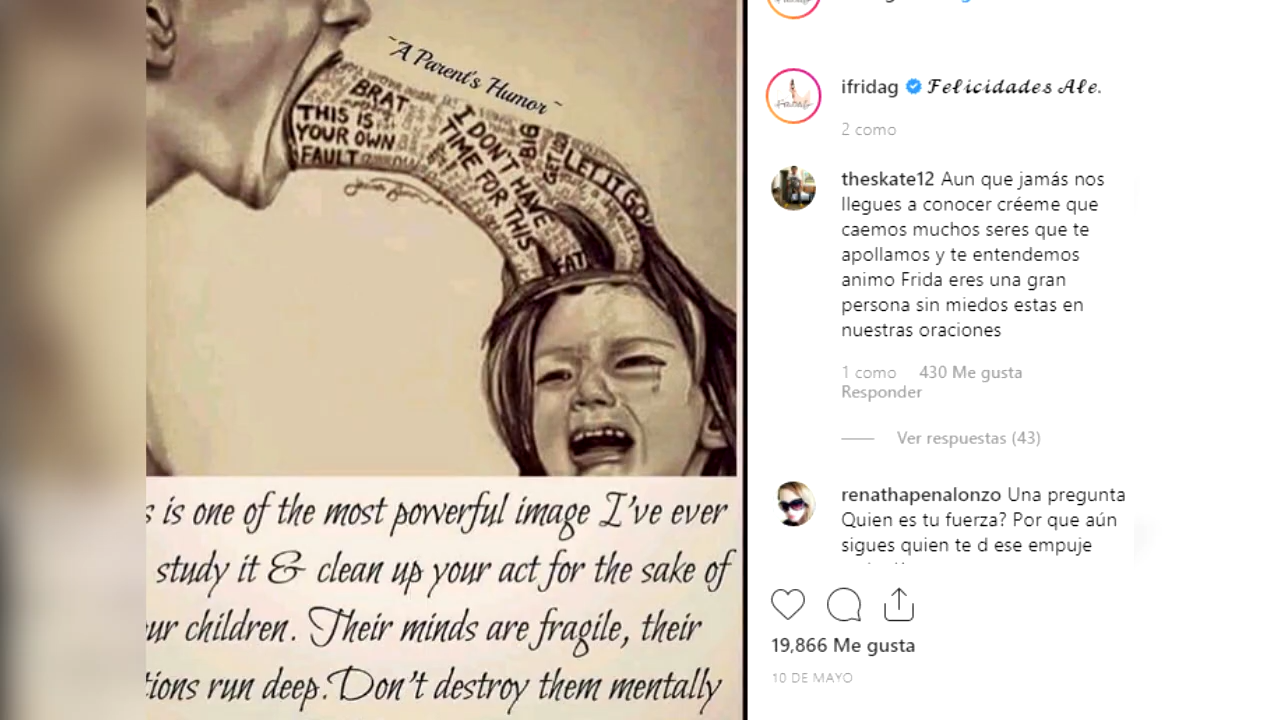 ~A Parent's Humor~
BRAT
THIS IS
YOUR OWN
FAULT
I DON'T HAVE
TIME FOR THIS
BIG
GET
LET IT GO
FAT
is one of the most powerful image I've ever
study it & clean up your act for the sake of
ur children. Their minds are fragile, their
tions run deep. Don't destroy them mentally
ifridag 𝓕𝓮𝓵𝓲𝓬𝓲𝓭𝓪𝓭𝓮𝓼 𝓐𝓵𝓮.
2 como
theskate12 Aun que jamás nos
llegues a conocer créeme que
caemos muchos seres que te
apollamos y te entendemos
animo Frida eres una gran
persona sin miedos estas en
nuestras oraciones
1 como 430 Me gusta
Responder
Ver respuestas (43)
renathapenalonzo Una pregunta
Quien es tu fuerza? Por que aún
sigues quien te d ese empuje
19,866 Me gusta
10 DE MAYO